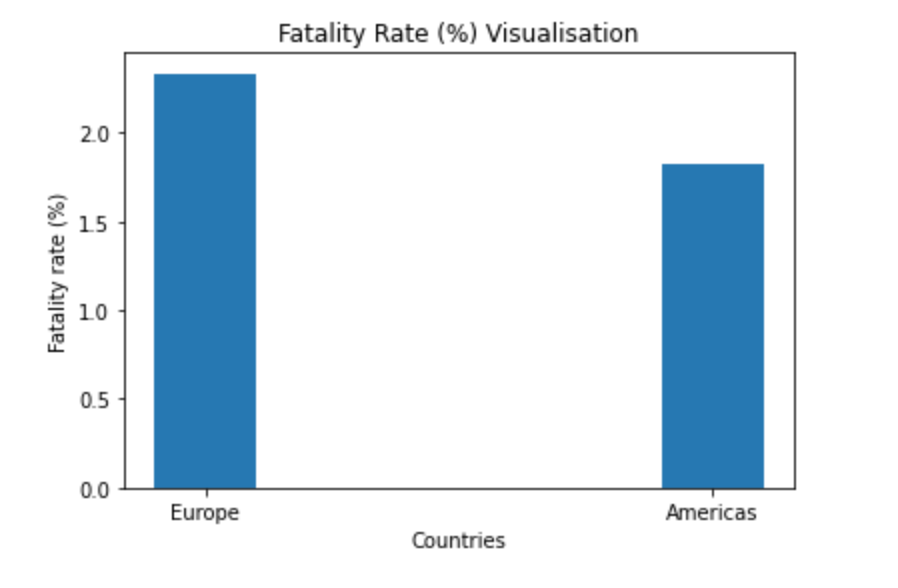 Fatality Rate (%) Visualisation
Fatality rate (%)
2.0
1.5
1.0
0.5
0.0
Europe Americas
Countries